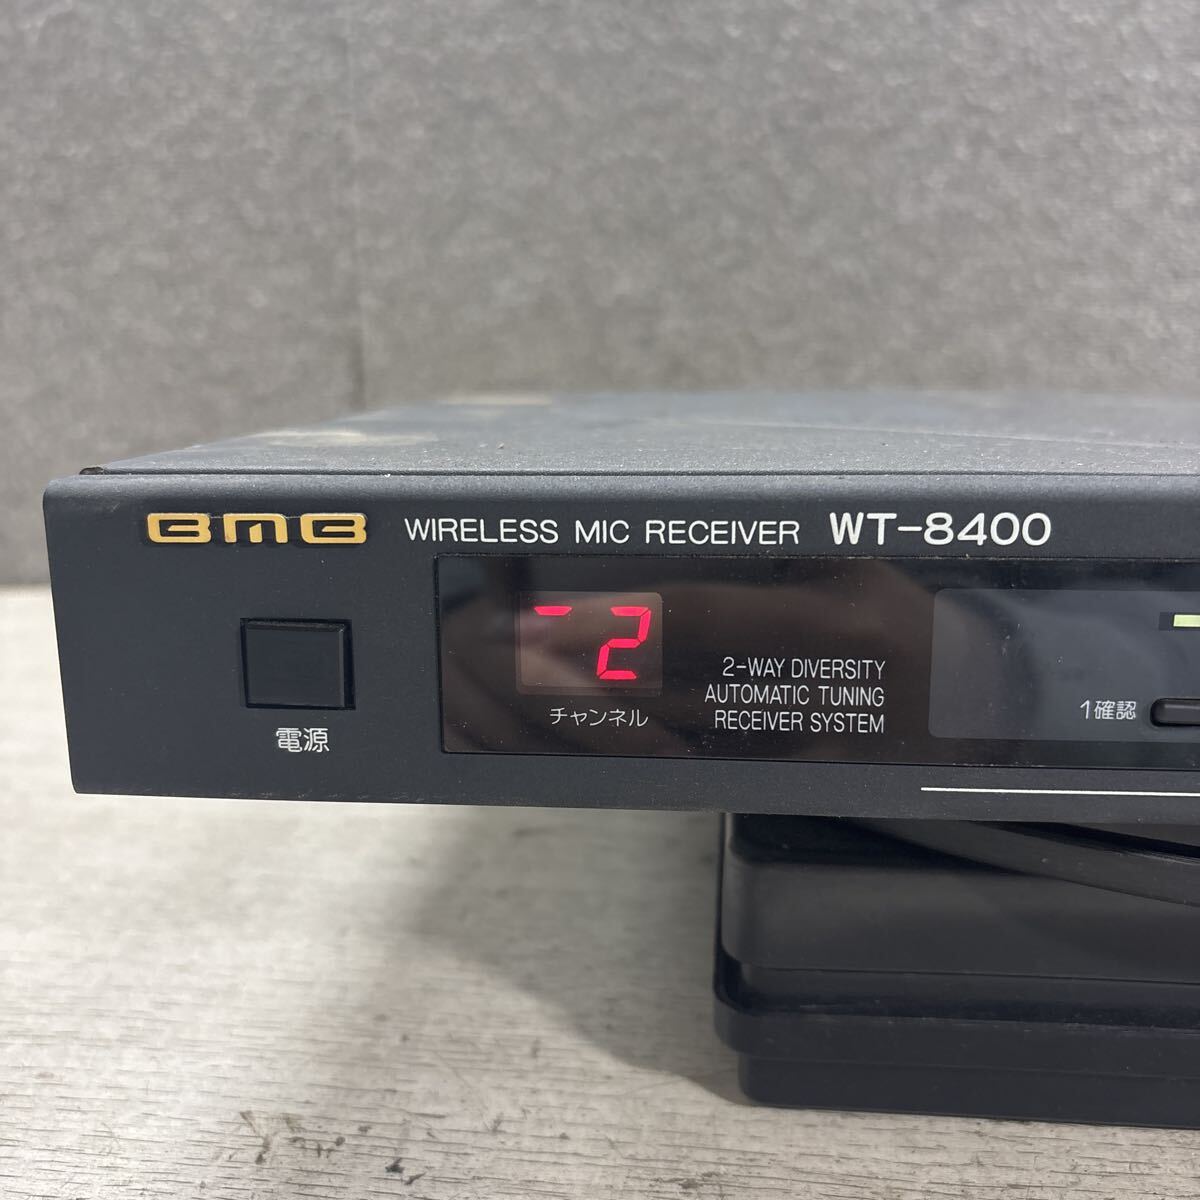 BMB WIRELESS MIC RECEIVER WT-8400
-2
チャンネル
2-WAY DIVERSITY
AUTOMATIC TUNING
RECEIVER SYSTEM
1確認
電源